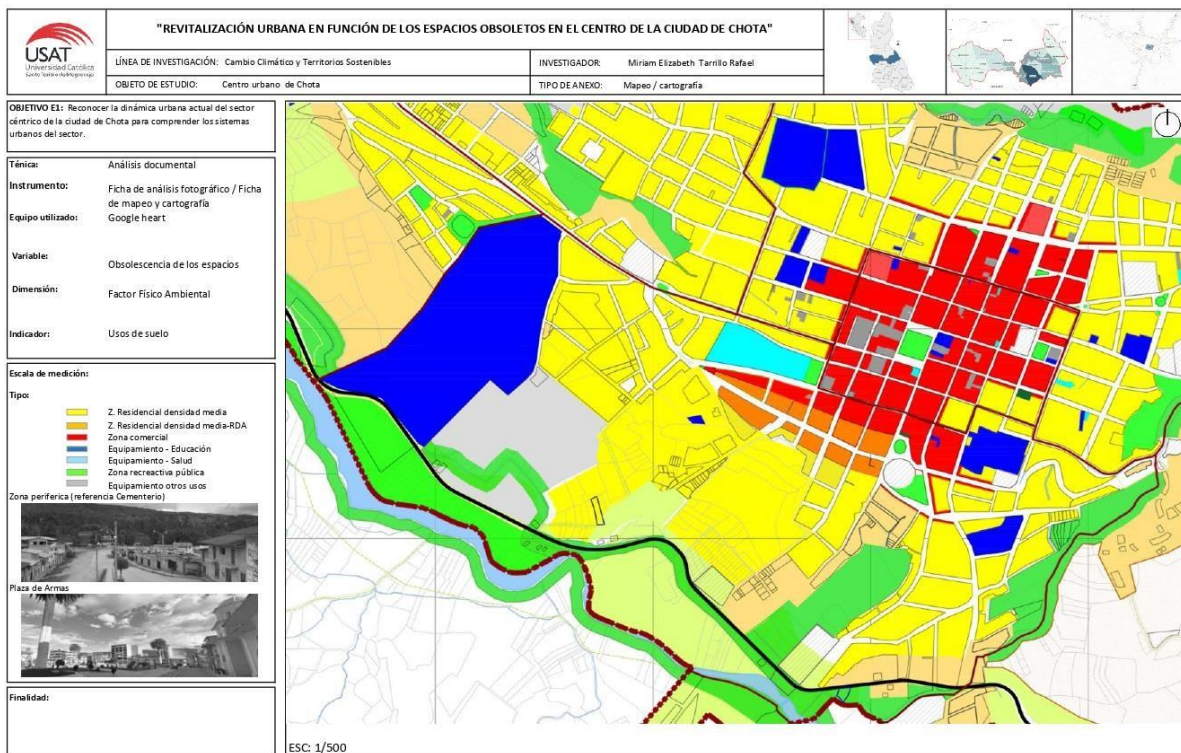 USAT
Universidad Católica
Santo Toribio de Mogrovejo
"REVITALIZACIÓN URBANA EN FUNCIÓN DE LOS ESPACIOS OBSOLETOS EN EL CENTRO DE LA CIUDAD DE CHOTA"
LÍNEA DE INVESTIGACIÓN: Cambio Climático y Territorios Sostenibles
INVESTIGADOR: Miriam Elizabeth Tarrillo Rafael
OBJETO DE ESTUDIO: Centro urbano de Chota
TIPO DE ANEXO: Mapeo / cartografía
OBJETIVO E1: Reconocer la dinámica urbana actual del sector
céntrico de la ciudad de Chota para comprender los sistemas
urbanos del sector.
Ténica: Análisis documental
Instrumento: Ficha de análisis fotográfico / Ficha
de mapeo y cartografía
Equipo utilizado: Google heart
Variable: Obsolescencia de los espacios
Dimensión: Factor Físico Ambiental
Indicador: Usos de suelo
Escala de medición:
Tipo:
Z. Residencial densidad media
Z. Residencial densidad media-RDA
Zona comercial
Equipamiento - Educación
Equipamiento - Salud
Zona recreactiva pública
Equipamiento otros usos
Zona periferica (referencia Cementerio)
Plaza de Armas
Finalidad:
ESC: 1/500